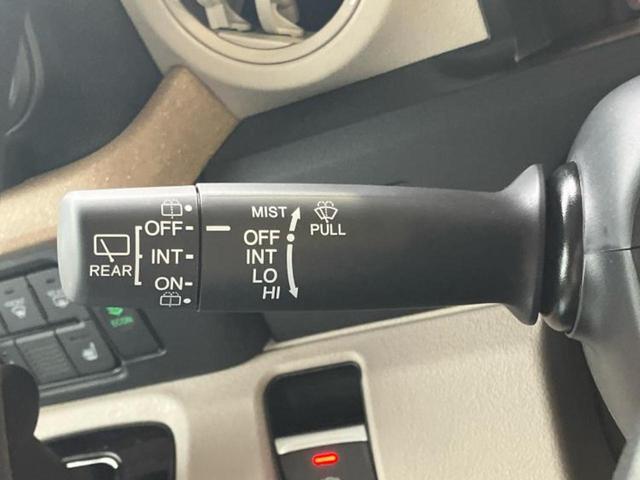 REAR
OFF
INT
ON
MIST
OFF
INT
LO
HI
PULL
ECON